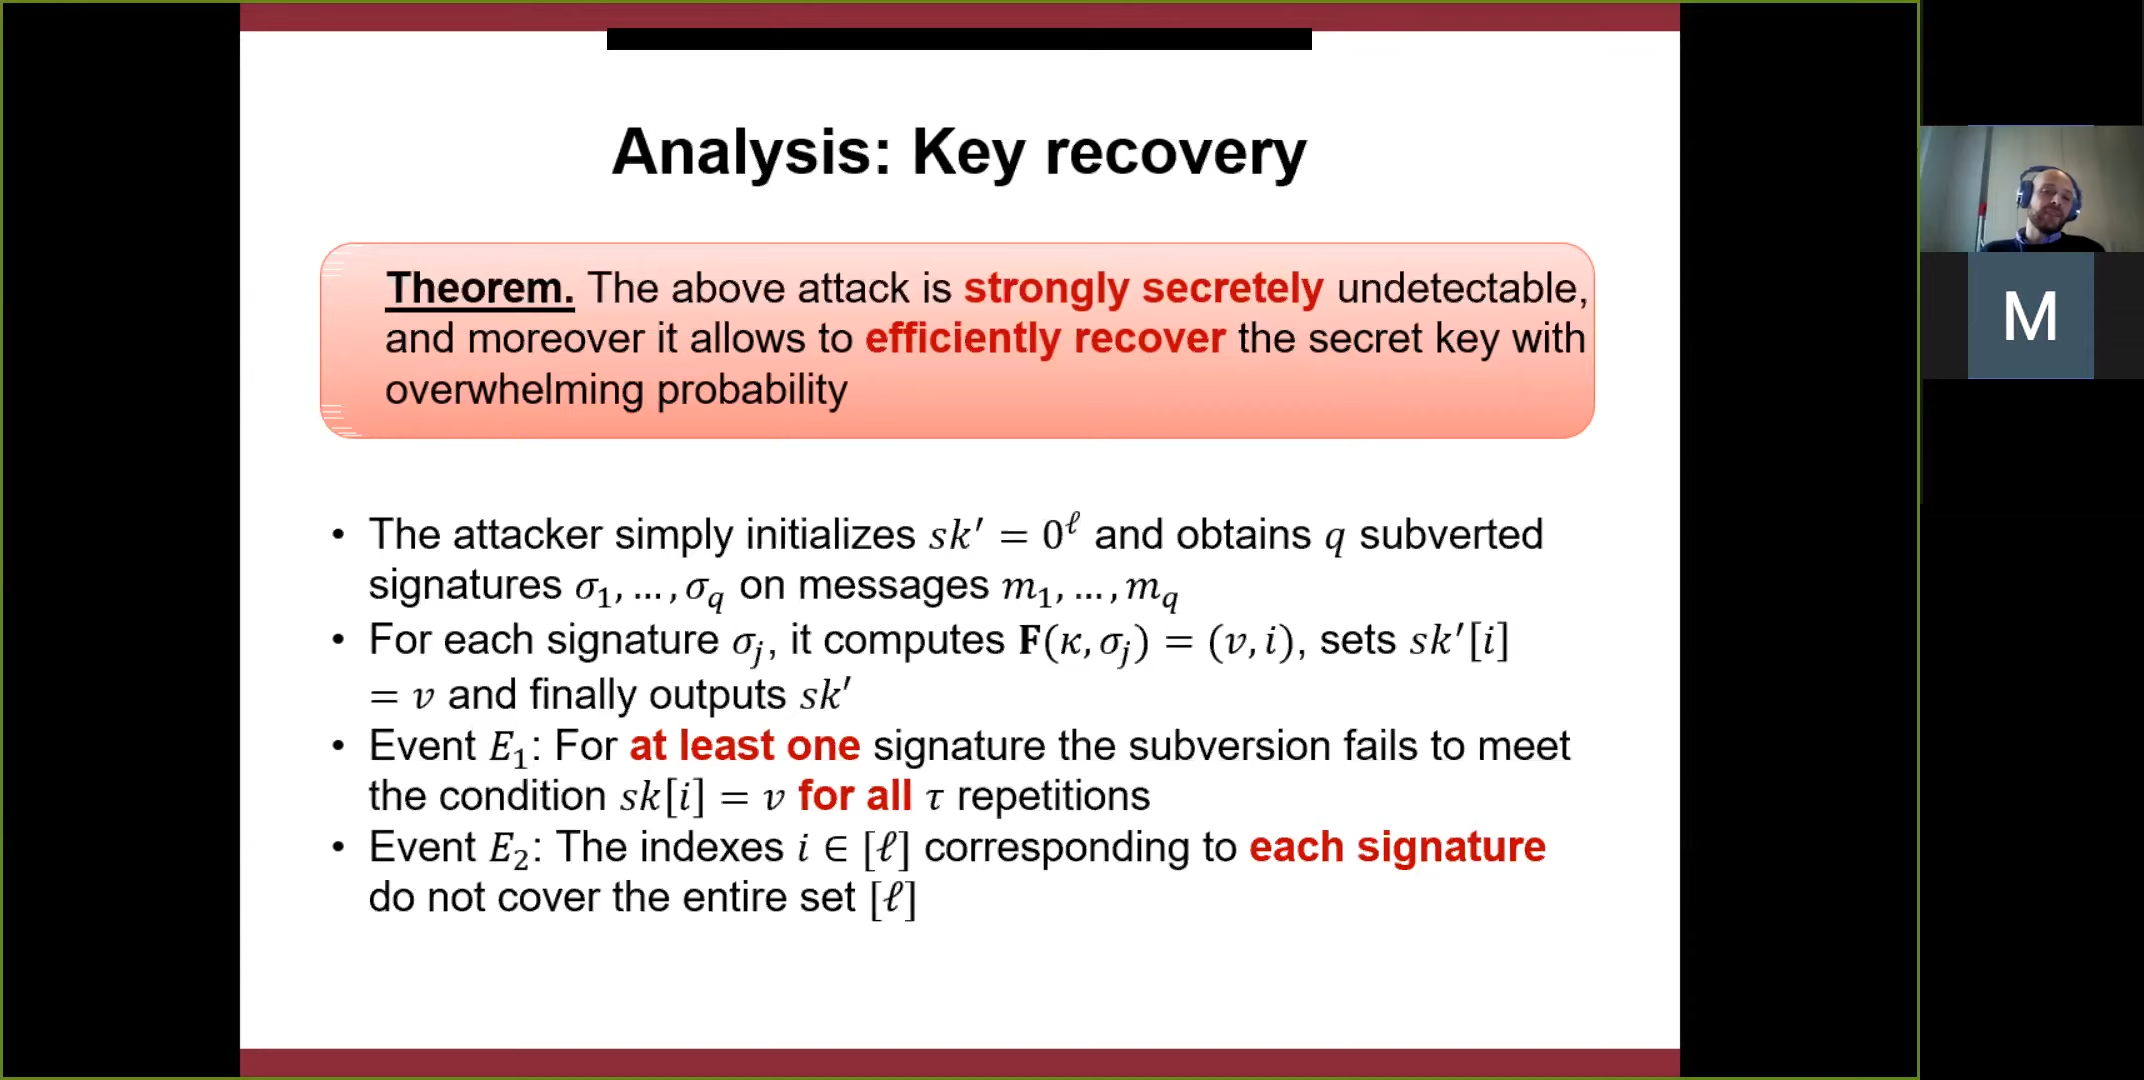 Analysis: Key recovery
Theorem. The above attack is strongly secretely undetectable,
and moreover it allows to efficiently recover the secret key with
overwhelming probability
• The attacker simply initializes sk′ = 0^ℓ and obtains q subverted
signatures σ₁, … , σ_q on messages m₁, … , m_q
• For each signature σ_j, it computes F(κ, σ_j) = (v, i), sets sk′[i]
= v and finally outputs sk′
• Event E₁: For at least one signature the subversion fails to meet
the condition sk[i] = v for all τ repetitions
• Event E₂: The indexes i ∈ [ℓ] corresponding to each signature
do not cover the entire set [ℓ]
M